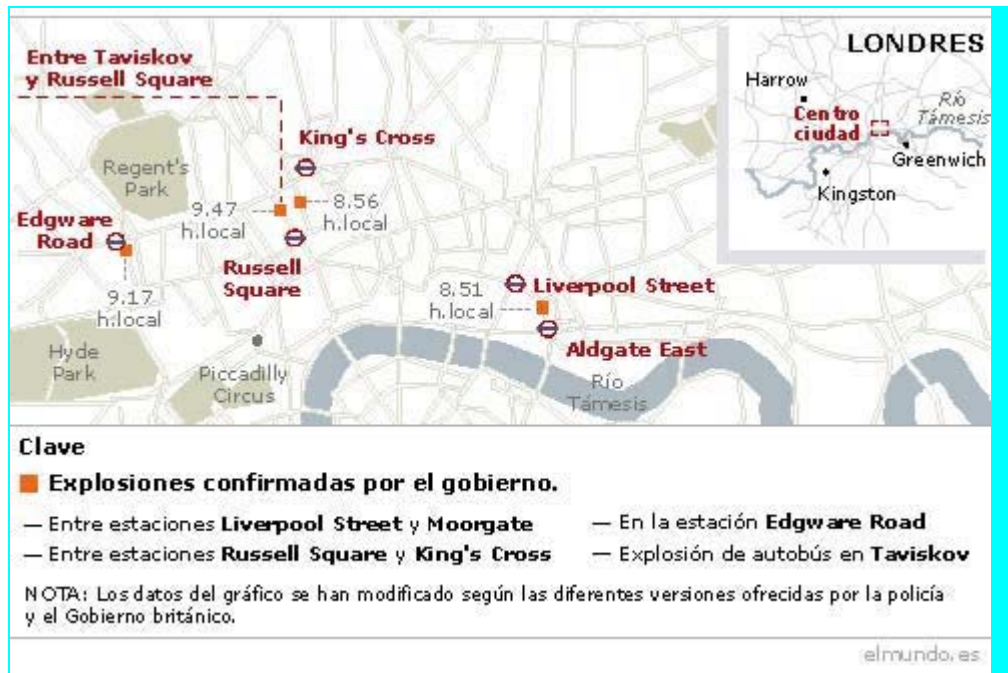 Entre Taviskov
y Russell Square
King's Cross
Regent's
Park
9.47
h.local
8.56
h.local
Edgware
Road
Russell
Square
9.17
h.local
8.51
h.local
Liverpool Street
Aldgate East
Hyde
Park
Piccadilly
Circus
Río
Támesis
LONDRES
Harrow
Centro
ciudad
Río
Támesis
Greenwich
Kingston
Clave
Explosiones confirmadas por el gobierno.
— Entre estaciones Liverpool Street y Moorgate
— Entre estaciones Russell Square y King's Cross
— En la estación Edgware Road
— Explosión de autobús en Taviskov
NOTA: Los datos del gráfico se han modificado según las diferentes versiones ofrecidas por la policía
y el Gobierno británico.
elmundo.es